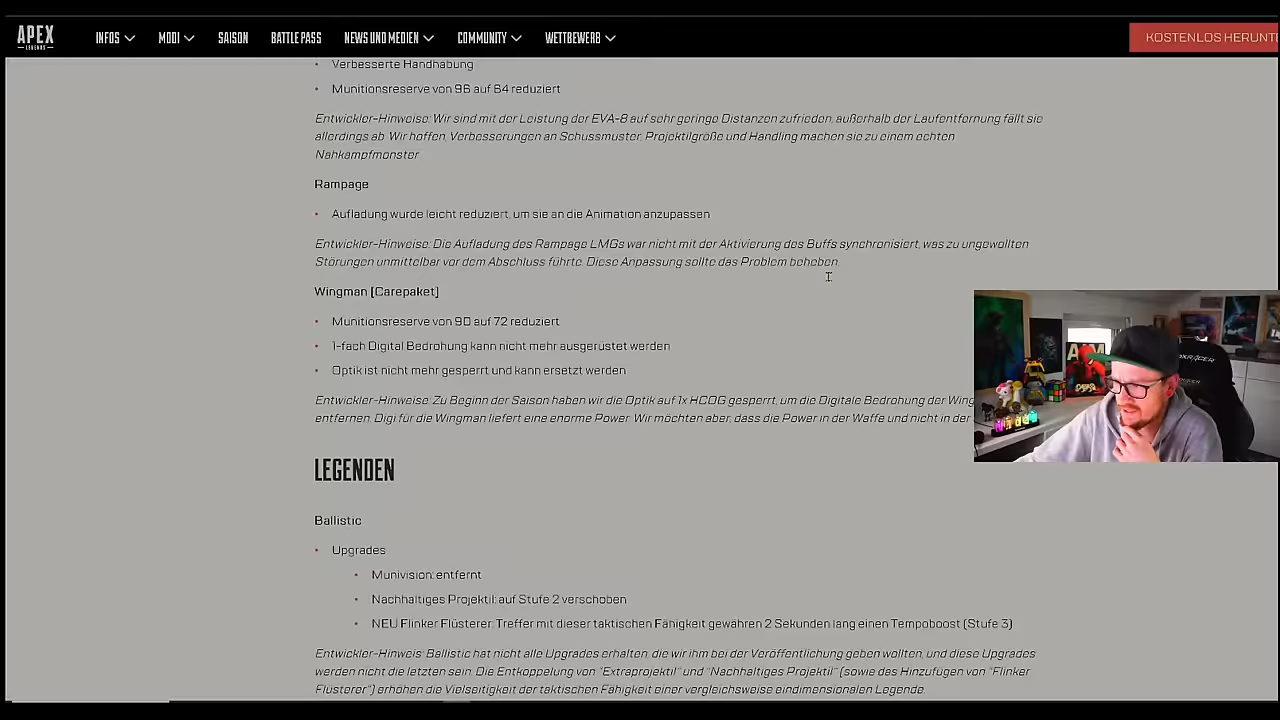 APEX
LEGENDS
INFOS
MODI
SAISON
BATTLE PASS
NEWS UND MEDIEN
COMMUNITY
WETTBEWERB
KOSTENLOS HERUNT
• Verbesserte Handhabung
• Munitionsreserve von 96 auf 64 reduziert
Entwickler-Hinweise: Wir sind mit der Leistung der EVA-8 auf sehr geringe Distanzen zufrieden, außerhalb der Laufentfernung fällt sie
allerdings ab. Wir hoffen, Verbesserungen an Schussmuster, Projektilgröße und Handling machen sie zu einem echten
Nahkampfmonster
Rampage
• Aufladung wurde leicht reduziert, um sie an die Animation anzupassen
Entwickler-Hinweise: Die Aufladung des Rampage LMGs war nicht mit der Aktivierung des Buffs synchronisiert, was zu ungewollten
Störungen unmittelbar vor dem Abschluss führte. Diese Anpassung sollte das Problem beheben.
Wingman [Carepaket]
• Munitionsreserve von 90 auf 72 reduziert
• 1-fach Digital Bedrohung kann nicht mehr ausgerüstet werden
• Optik ist nicht mehr gesperrt und kann ersetzt werden
Entwickler-Hinweise: Zu Beginn der Saison haben wir die Optik auf 1x HCOG gesperrt, um die Digitale Bedrohung der Wing
entfernen. Digi für die Wingman liefert eine enorme Power. Wir möchten aber, dass die Power in der Waffe und nicht in der
LEGENDEN
Ballistic
• Upgrades
• Munivision: entfernt
• Nachhaltiges Projektil: auf Stufe 2 verschoben
• NEU Flinker Flüsterer: Treffer mit dieser taktischen Fähigkeit gewähren 2 Sekunden lang einen Tempoboost (Stufe 3)
Entwickler-Hinweis: Ballistic hat nicht alle Upgrades erhalten, die wir ihm bei der Veröffentlichung geben wollten, und diese Upgrades
werden nicht die letzten sein. Die Entkoppelung von "Extraprojektil" und "Nachhaltiges Projektil" (sowie das Hinzufügen von "Flinker
Flüsterer") erhöhen die Vielseitigkeit der taktischen Fähigkeit einer vergleichsweise eindimensionalen Legende.